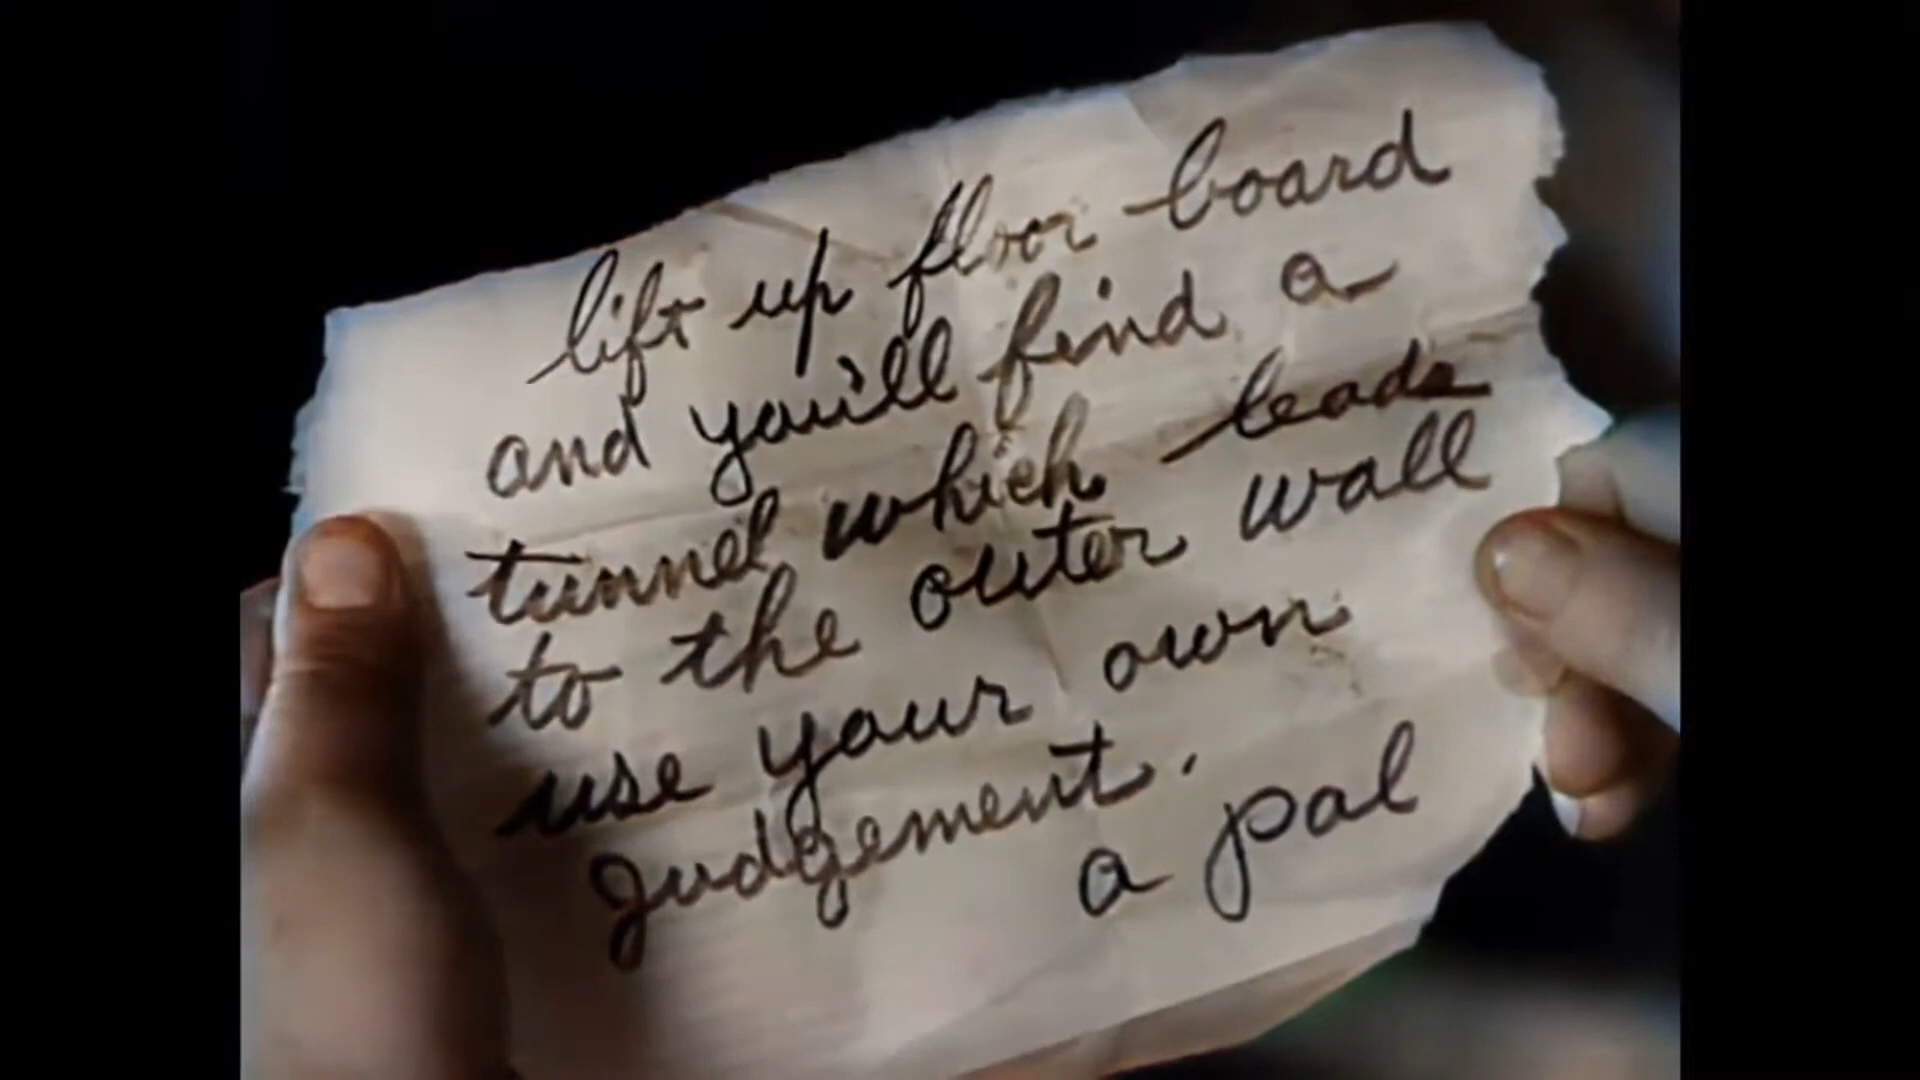 lift up floor board
and you'll find a
tunnel which leads
to the outer wall
use your own
Judgement.
a pal